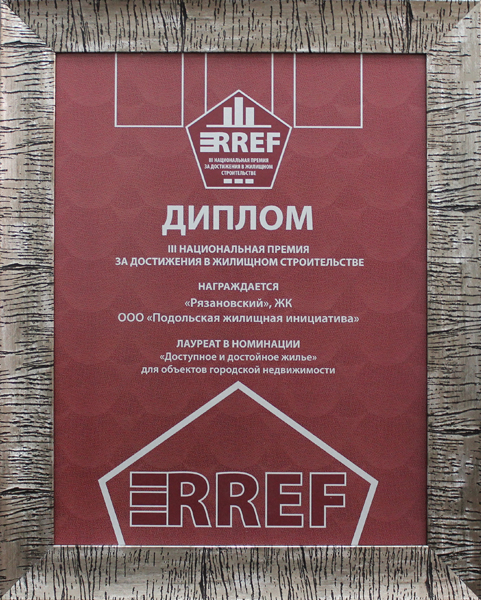 RREF
III НАЦИОНАЛЬНАЯ ПРЕМИЯ
ЗА ДОСТИЖЕНИЯ В ЖИЛИЩНОМ
СТРОИТЕЛЬСТВЕ
ДИПЛОМ
III НАЦИОНАЛЬНАЯ ПРЕМИЯ
ЗА ДОСТИЖЕНИЯ В ЖИЛИЩНОМ СТРОИТЕЛЬСТВЕ
НАГРАЖДАЕТСЯ
«Рязановский», ЖК
ООО «Подольская жилищная инициатива»
ЛАУРЕАТ В НОМИНАЦИИ
«Доступное и достойное жилье»
для объектов городской недвижимости
RREF